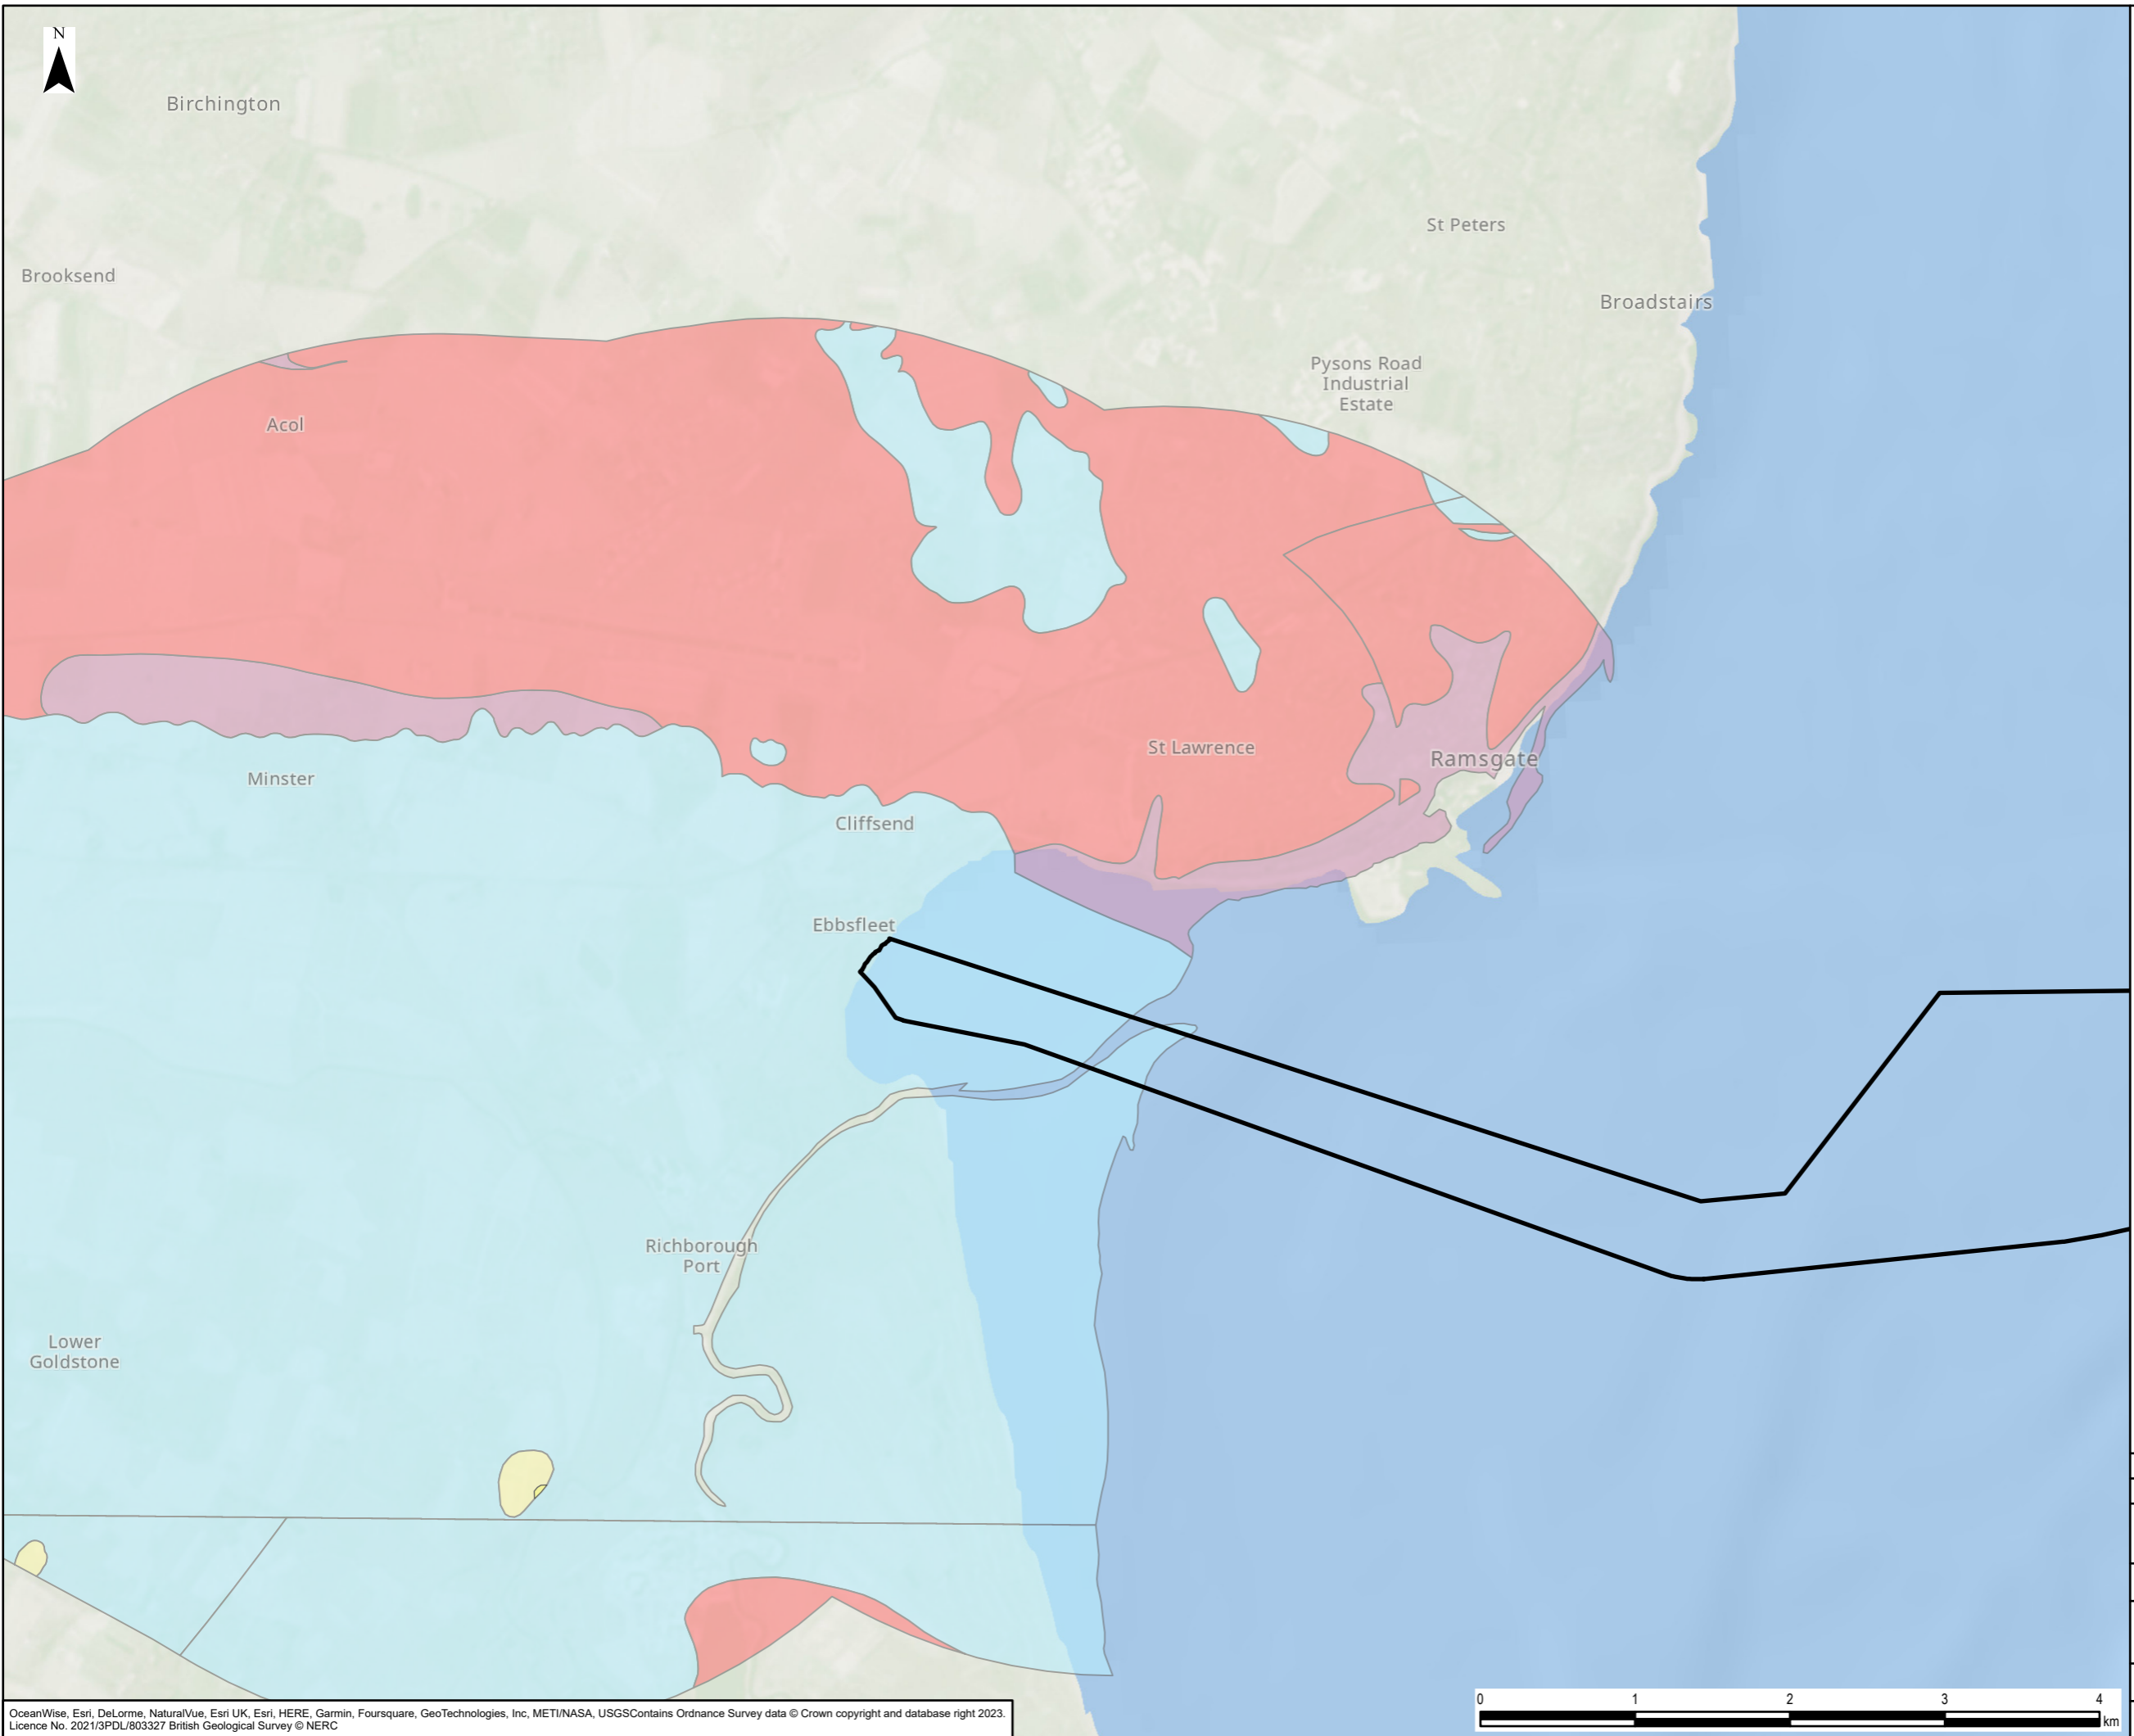 N
Birchington
St Peters
Brooksend
Broadstairs
Pysons Road
Industrial
Estate
Acol
St Lawrence
Ramsgate
Minster
Cliffsend
Ebbsfleet
Richborough
Port
Lower
Goldstone
0 1 2 3 4
km
OceanWise, Esri, DeLorme, NaturalVue, Esri UK, Esri, HERE, Garmin, Foursquare, GeoTechnologies, Inc, METI/NASA, USGSContains Ordnance Survey data © Crown copyright and database right 2023.
Licence No. 2021/3PDL/803327 British Geological Survey © NERC